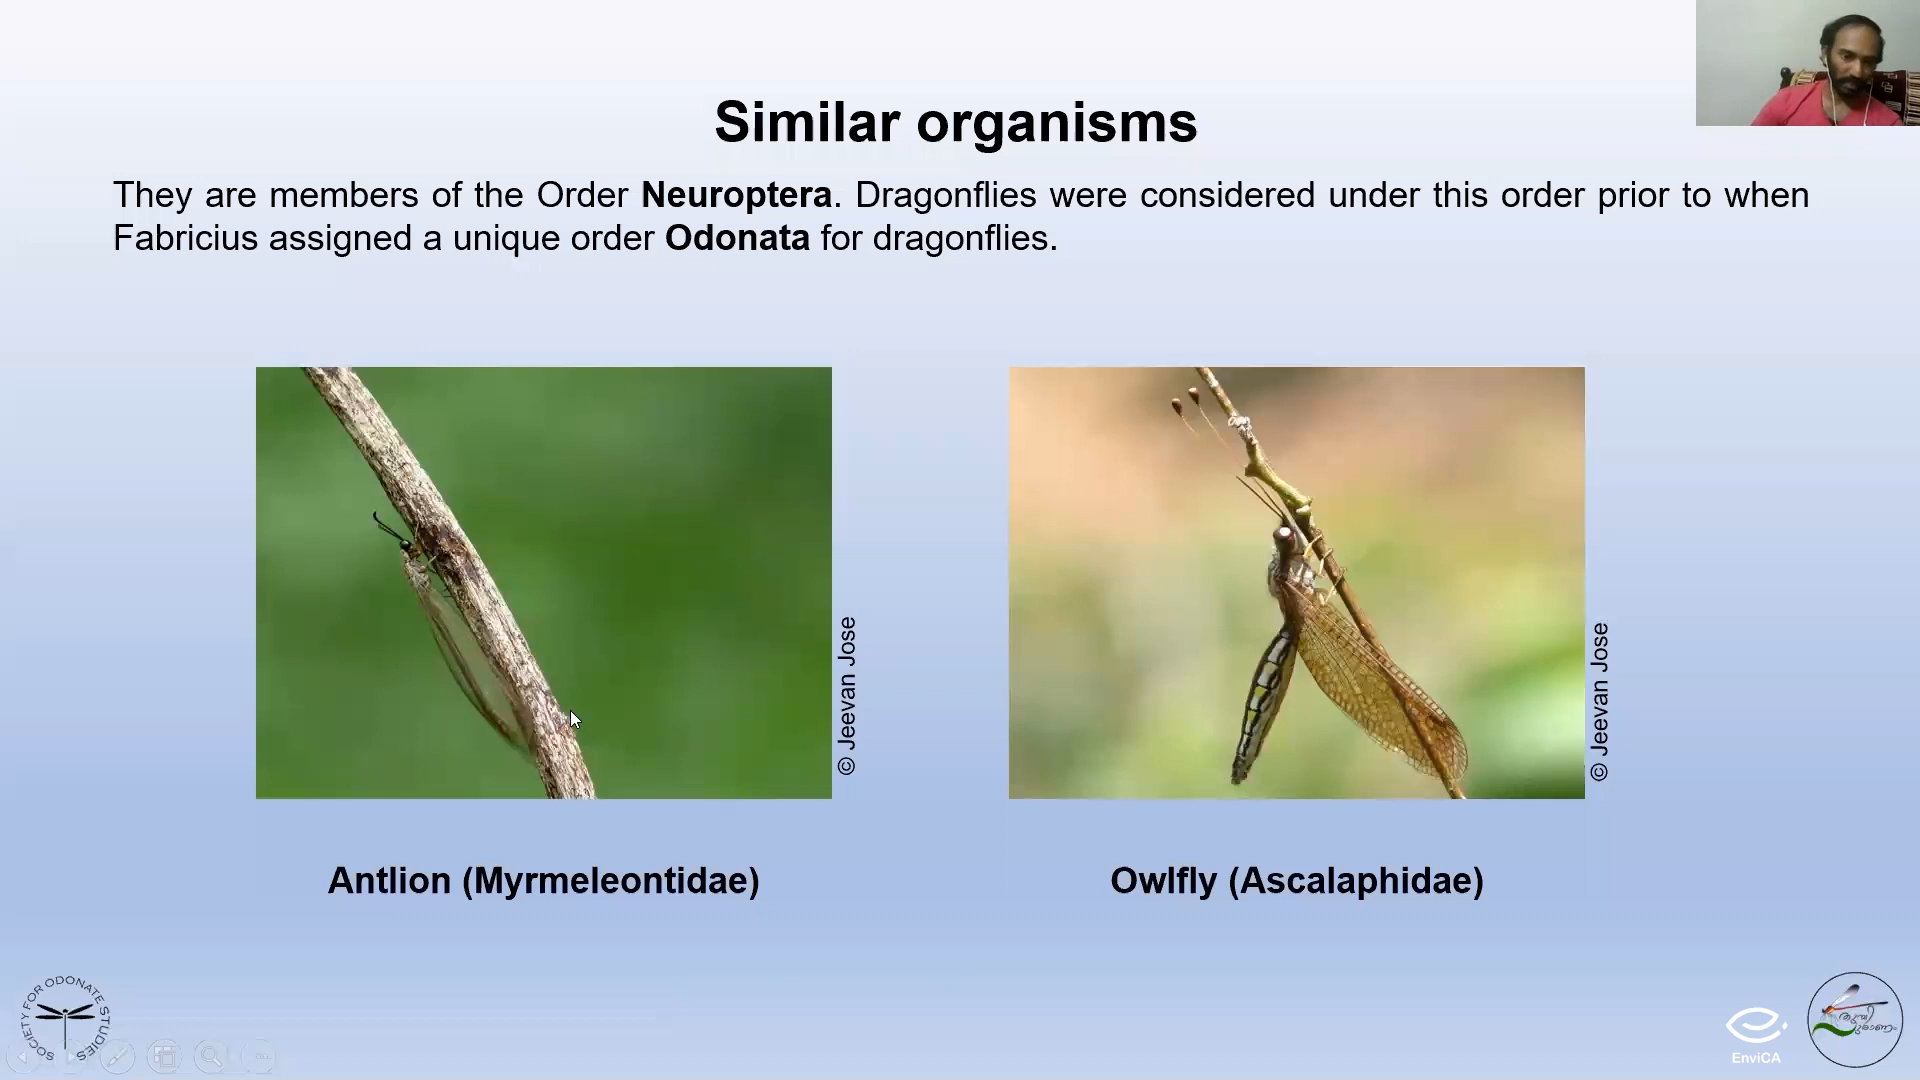 Similar organisms
They are members of the Order Neuroptera. Dragonflies were considered under this order prior to when
Fabricius assigned a unique order Odonata for dragonflies.
© Jeevan Jose
© Jeevan Jose
Antlion (Myrmeleontidae)
Owlfly (Ascalaphidae)
SOCIETY FOR ODONATE STUDIES
EnviCA